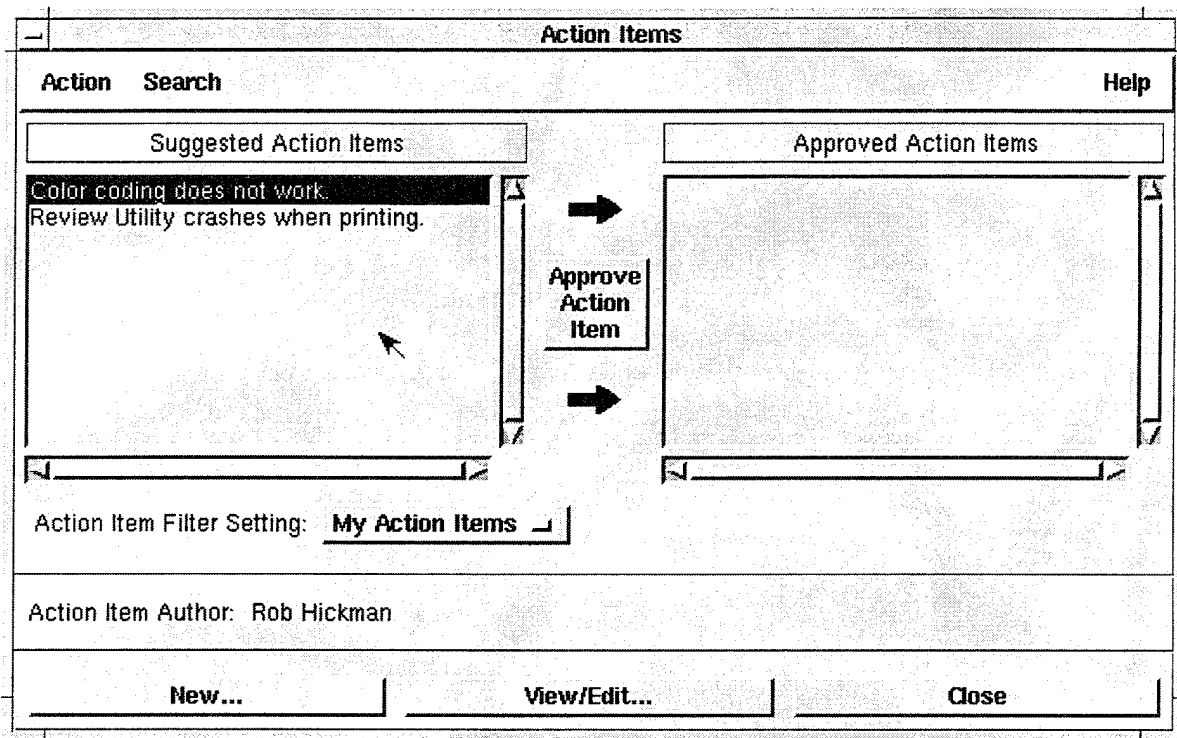 Action Items
Action Search Help
Suggested Action Items
Approved Action Items
Color coding does not work.
Review Utility crashes when printing.
Approve
Action
Item
Action Item Filter Setting: My Action Items
Action Item Author: Rob Hickman
New... View/Edit... Close